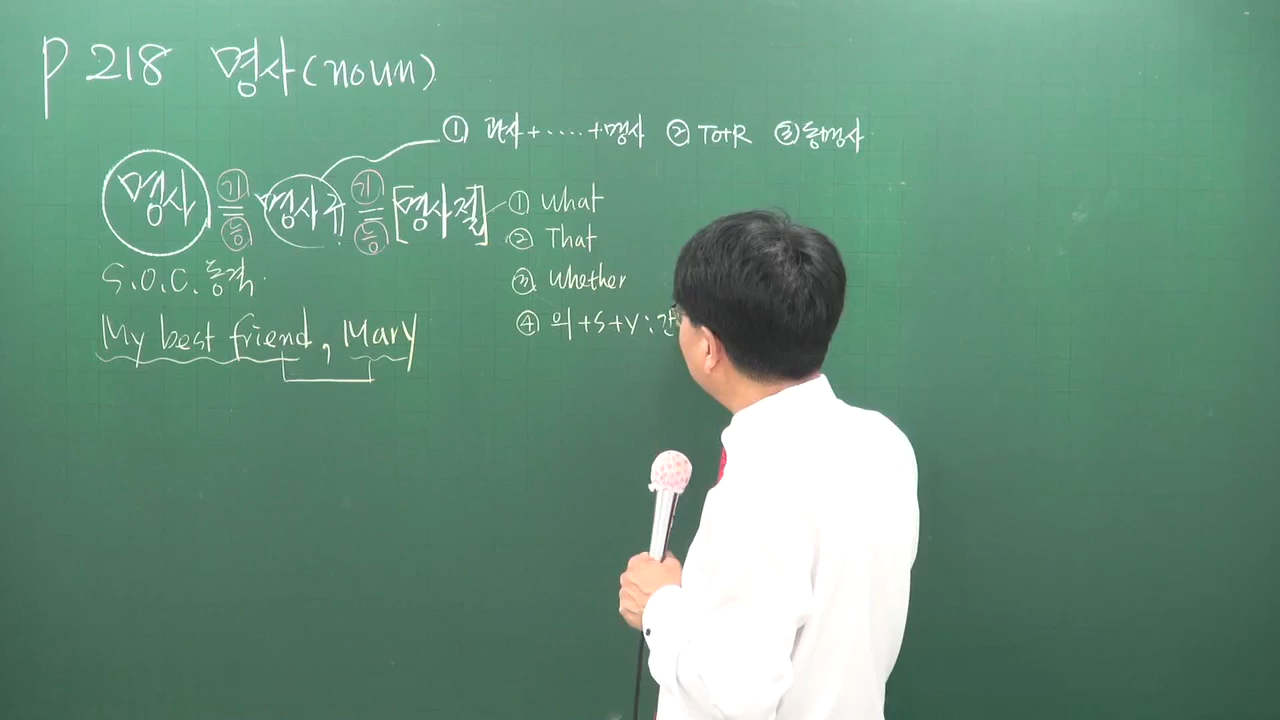 P 218 명사(noun)
① 관사+.....+명사 ② To+R ③ 동명사
명사 기=능 명사구 기=능 [명사절]
① What
② That
③ Whether
④ 의+S+V: 간
S.O.C. 동격
My best friend, Mary